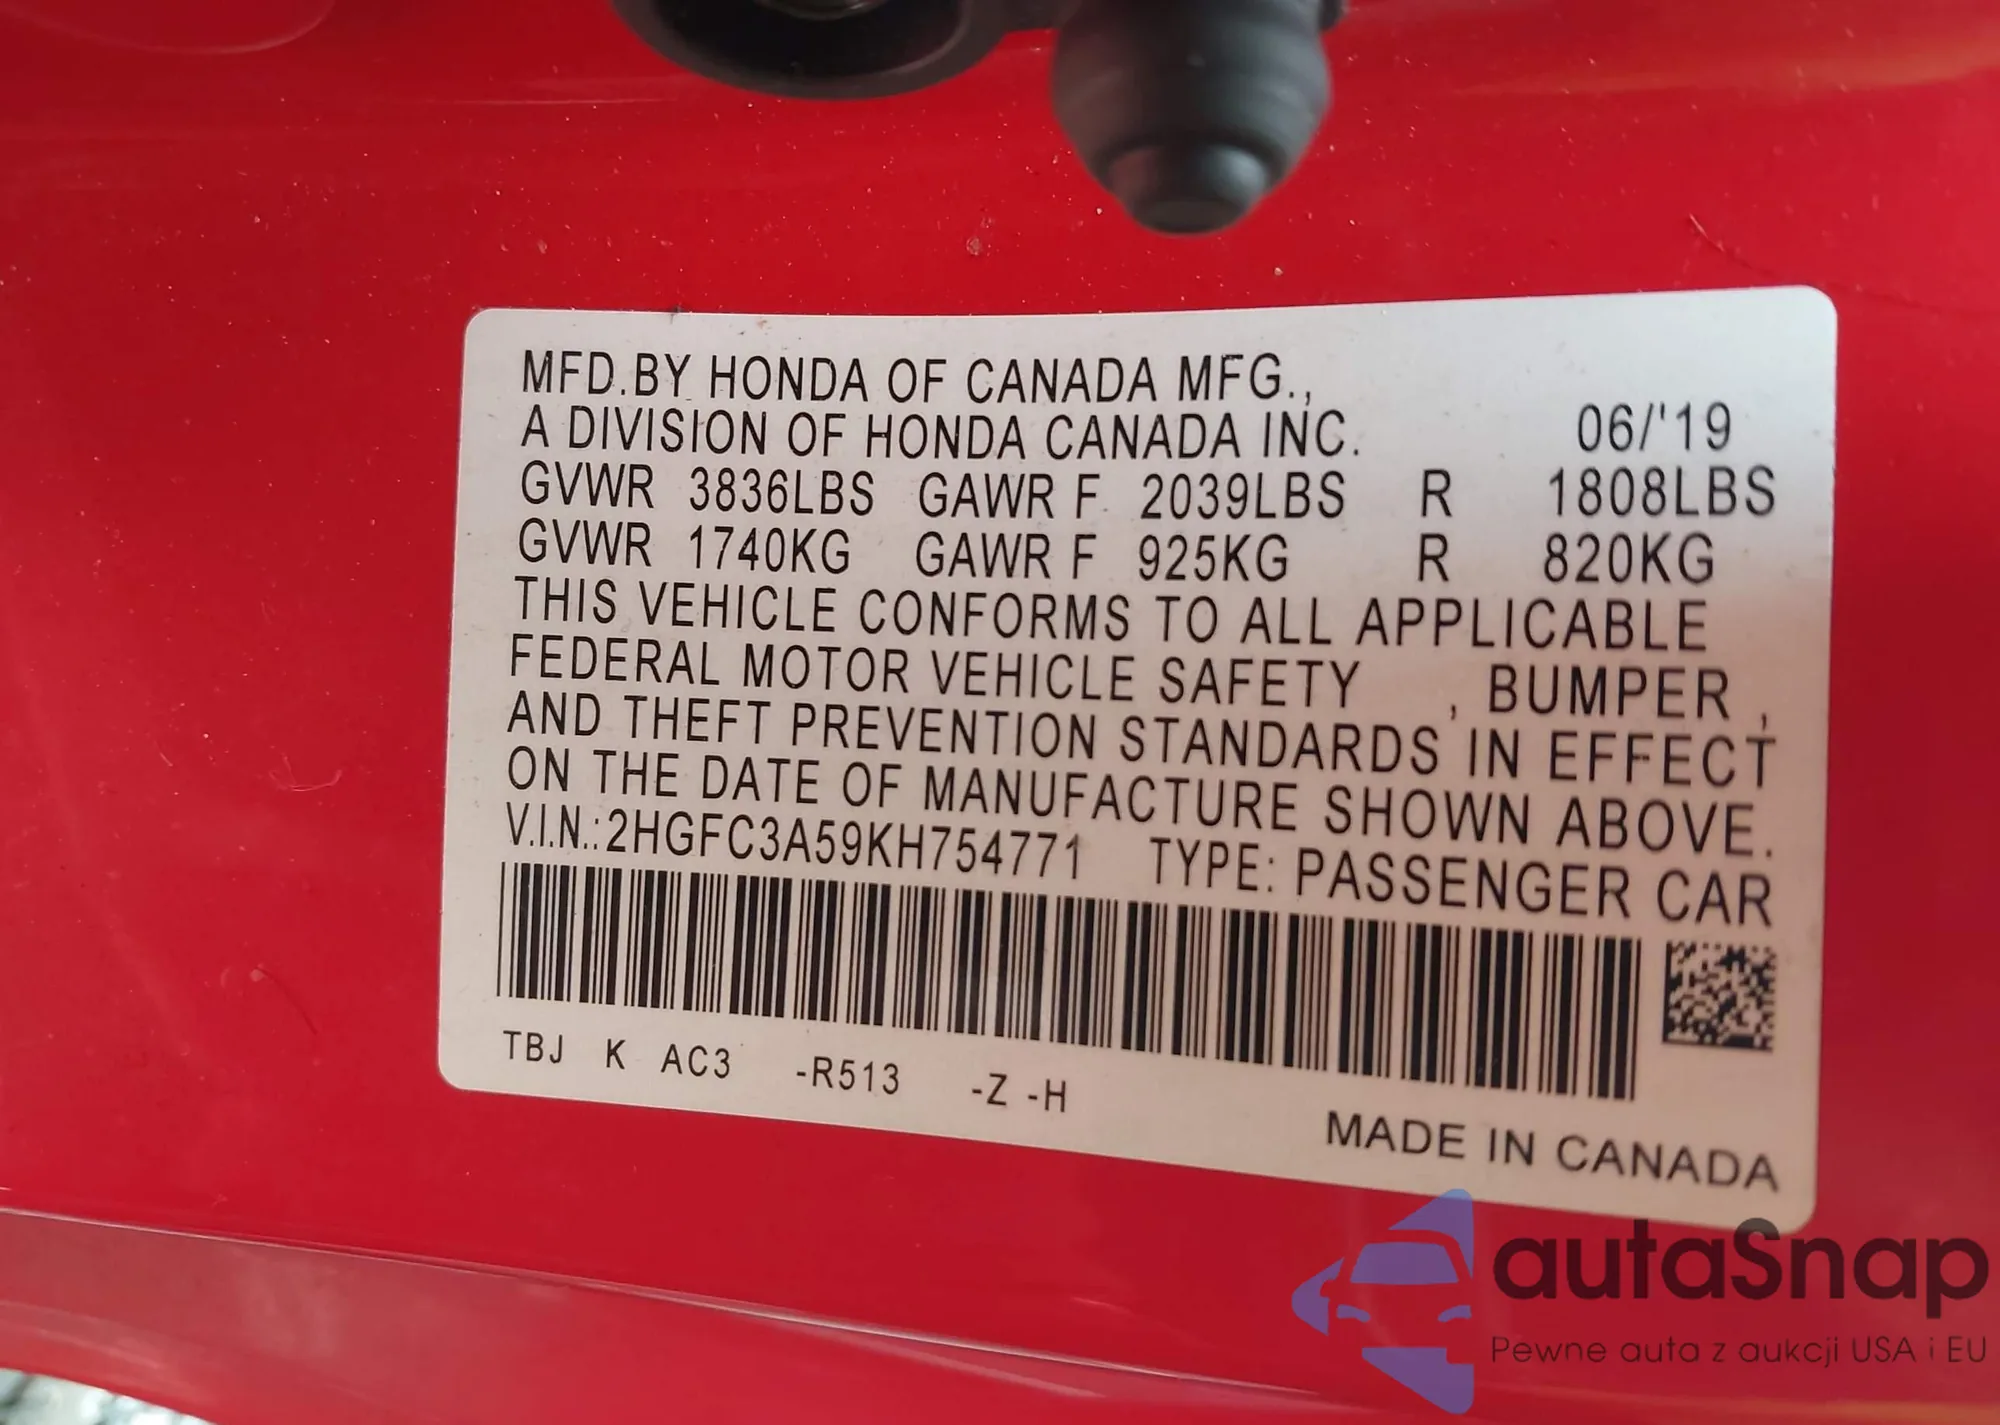 MFD.BY HONDA OF CANADA MFG.,
A DIVISION OF HONDA CANADA INC. 06/'19
GVWR 3836LBS GAWR F 2039LBS R 1808LBS
GVWR 1740KG GAWR F 925KG R 820KG
THIS VEHICLE CONFORMS TO ALL APPLICABLE
FEDERAL MOTOR VEHICLE SAFETY , BUMPER ,
AND THEFT PREVENTION STANDARDS IN EFFECT
ON THE DATE OF MANUFACTURE SHOWN ABOVE.
V.I.N.:2HGFC3A59KH754771 TYPE: PASSENGER CAR
TBJ K AC3 -R513 -Z -H
MADE IN CANADA
autaSnap
Pewne auta z aukcji USA i EU